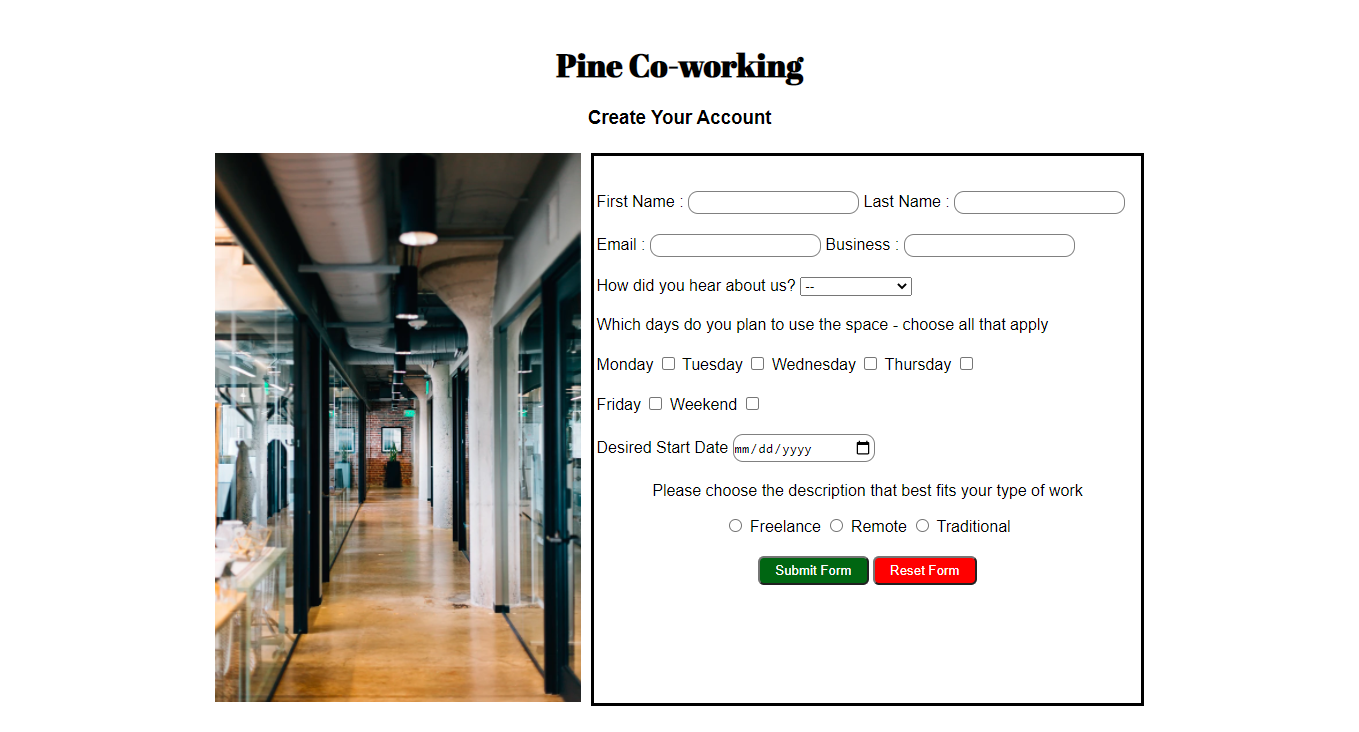 Pine Co-working
Create Your Account
First Name : Last Name :
Email : Business :
How did you hear about us? --
Which days do you plan to use the space - choose all that apply
Monday Tuesday Wednesday Thursday
Friday Weekend
Desired Start Date mm/dd/yyyy
Please choose the description that best fits your type of work
Freelance Remote Traditional
Submit Form Reset Form